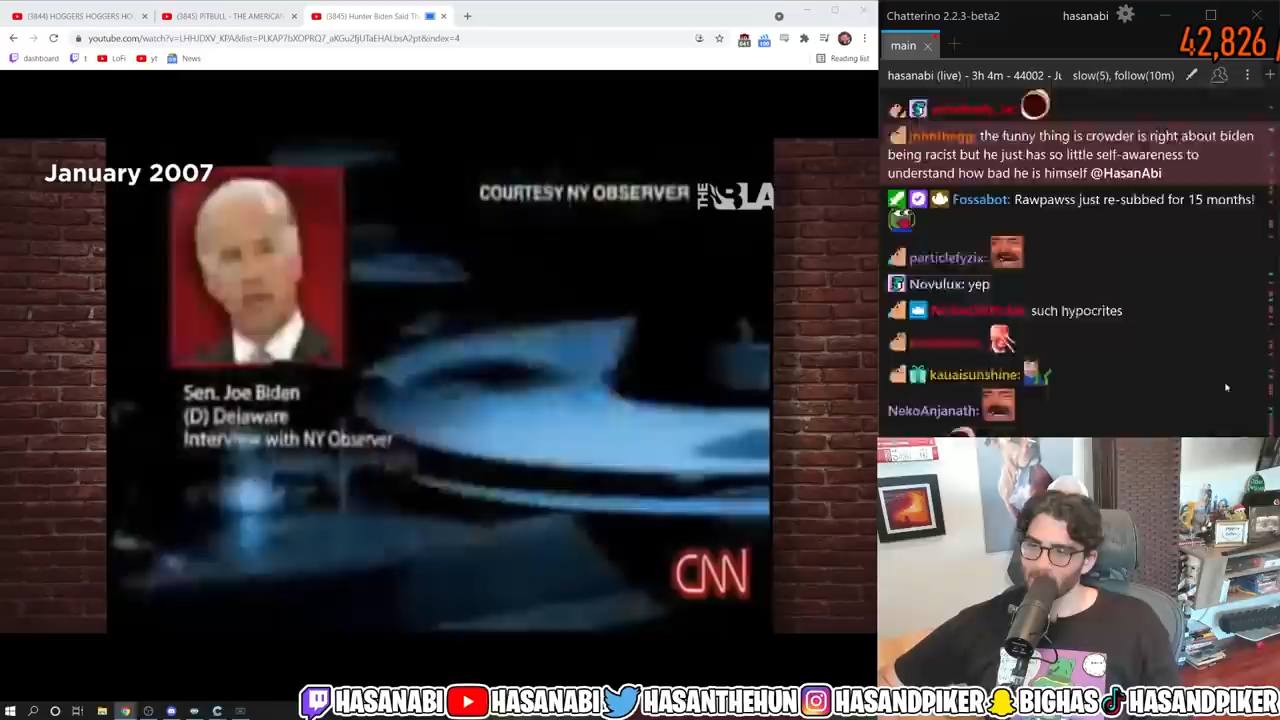 (3844) HOGGERS HOGGERS HO
(3845) PITBULL - THE AMERICAN
(3845) Hunter Biden Said Th
youtube.com/watch?v=LHHJDXV_KPA&list=PLKAP7bXOPRQ7_aKGu2fjUTaEHALbsA2pt&index=4
dashboard
t
LoFi
yt
News
Reading list
January 2007
COURTESY NY OBSERVER
THE BLA
Sen. Joe Biden
(D) Delaware
Interview with NY Observer
CNN
Chatterino 2.2.3-beta2
hasanabi
42,826 /
main
hasanabi (live) - 3h 4m - 44002 - Ju
slow(5), follow(10m)
the funny thing is crowder is right about biden
being racist but he just has so little self-awareness to
understand how bad he is himself @HasanAbi
Fossabot: Rawpawss just re-subbed for 15 months!
particlefyzix:
Novulux: yep
such hypocrites
kauaisunshine:
NekoAnjanath:
HASANABI
HASANABI
HASANTHEHUN
HASANDPIKER
BIGHAS
HASANDPIKER